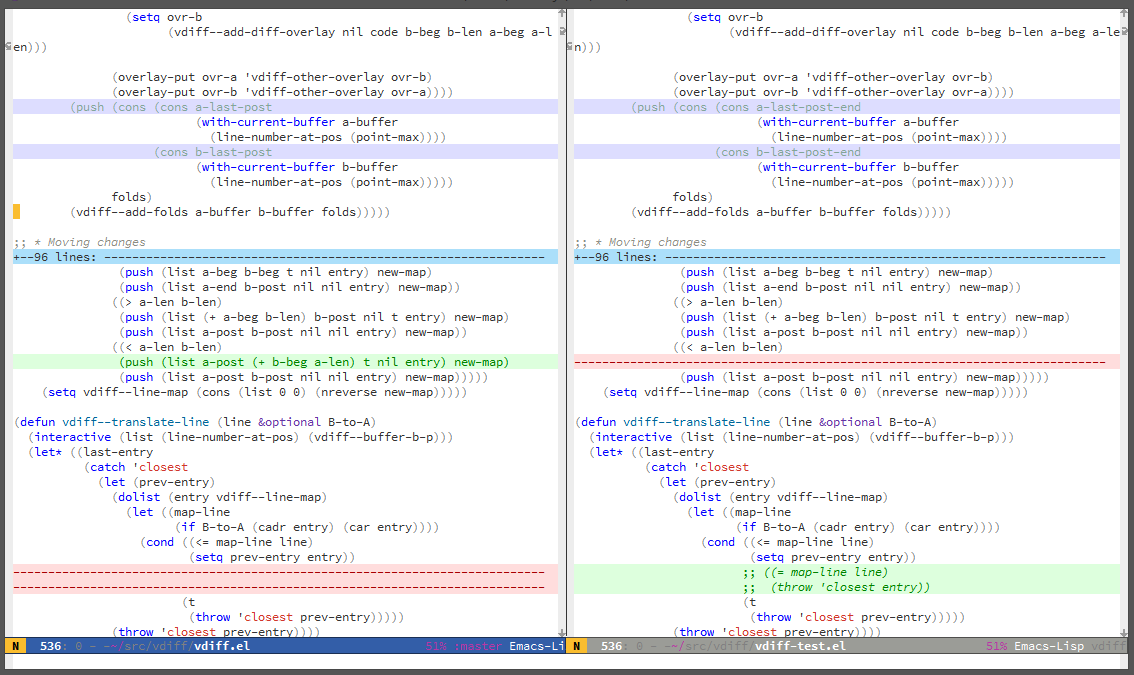 (setq ovr-b
(vdiff--add-diff-overlay nil code b-beg b-len a-beg a-l
en)))
(overlay-put ovr-a 'vdiff-other-overlay ovr-b)
(overlay-put ovr-b 'vdiff-other-overlay ovr-a))))
(push (cons (cons a-last-post
(with-current-buffer a-buffer
(line-number-at-pos (point-max))))
(cons b-last-post
(with-current-buffer b-buffer
(line-number-at-pos (point-max)))))
folds)
(vdiff--add-folds a-buffer b-buffer folds)))))
;; * Moving changes
+--96 lines: ---------------------------------------------------------------
(push (list a-beg b-beg t nil entry) new-map)
(push (list a-end b-post nil nil entry) new-map))
((> a-len b-len)
(push (list (+ a-beg b-len) b-post nil t entry) new-map)
(push (list a-post b-post nil nil entry) new-map))
((< a-len b-len)
(push (list a-post (+ b-beg a-len) t nil entry) new-map)
(push (list a-post b-post nil nil entry) new-map)))))
(setq vdiff--line-map (cons (list 0 0) (nreverse new-map)))))
(defun vdiff--translate-line (line &optional B-to-A)
(interactive (list (line-number-at-pos) (vdiff--buffer-b-p)))
(let* ((last-entry
(catch 'closest
(let (prev-entry)
(dolist (entry vdiff--line-map)
(let ((map-line
(if B-to-A (cadr entry) (car entry))))
(cond ((<= map-line line)
(setq prev-entry entry))
----------------------------------------------------------------------------
----------------------------------------------------------------------------
(t
(throw 'closest prev-entry)))))
(throw 'closest prev-entry))))
N 536: 0 - ~/src/vdiff/vdiff.el 51% :master Emacs-Li
(setq ovr-b
(vdiff--add-diff-overlay nil code b-beg b-len a-beg a-le
n)))
(overlay-put ovr-a 'vdiff-other-overlay ovr-b)
(overlay-put ovr-b 'vdiff-other-overlay ovr-a))))
(push (cons (cons a-last-post-end
(with-current-buffer a-buffer
(line-number-at-pos (point-max))))
(cons b-last-post-end
(with-current-buffer b-buffer
(line-number-at-pos (point-max)))))
folds)
(vdiff--add-folds a-buffer b-buffer folds)))))
;; * Moving changes
+--96 lines: ---------------------------------------------------------------
(push (list a-beg b-beg t nil entry) new-map)
(push (list a-end b-post nil nil entry) new-map))
((> a-len b-len)
(push (list (+ a-beg b-len) b-post nil t entry) new-map)
(push (list a-post b-post nil nil entry) new-map))
((< a-len b-len)
----------------------------------------------------------------------------
(push (list a-post b-post nil nil entry) new-map)))))
(setq vdiff--line-map (cons (list 0 0) (nreverse new-map)))))
(defun vdiff--translate-line (line &optional B-to-A)
(interactive (list (line-number-at-pos) (vdiff--buffer-b-p)))
(let* ((last-entry
(catch 'closest
(let (prev-entry)
(dolist (entry vdiff--line-map)
(let ((map-line
(if B-to-A (cadr entry) (car entry))))
(cond ((<= map-line line)
(setq prev-entry entry))
;; ((= map-line line)
;;  (throw 'closest entry))
(t
(throw 'closest prev-entry)))))
(throw 'closest prev-entry))))
N 536: 0 - ~/src/vdiff/vdiff-test.el 51% Emacs-Lisp vdiff